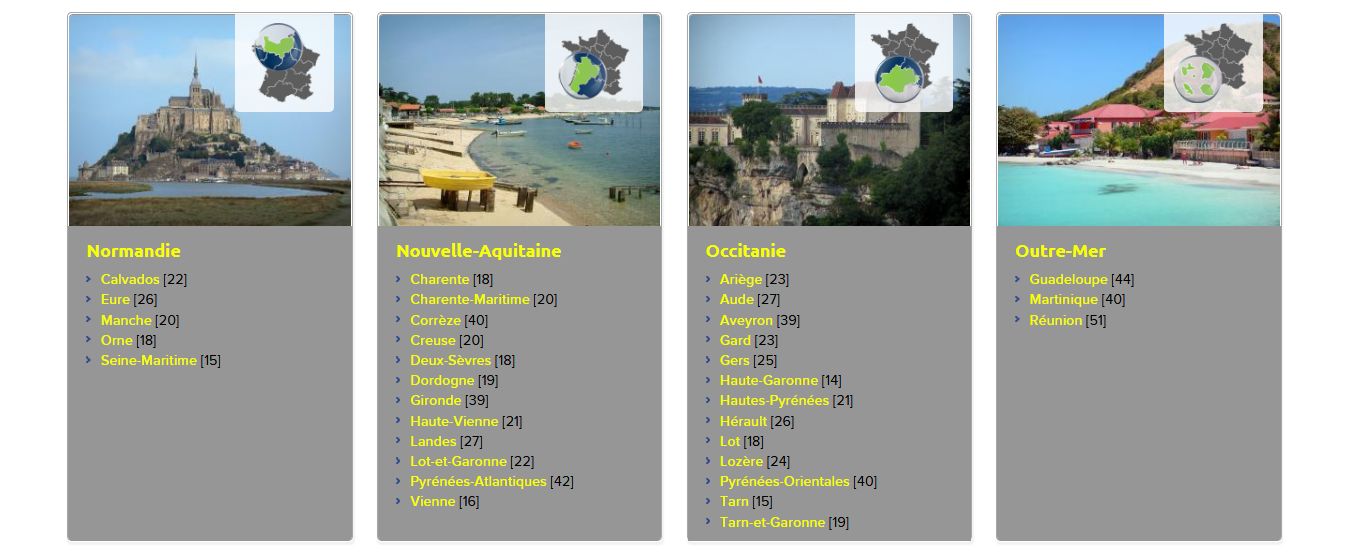 Normandie
Calvados [22]
Eure [26]
Manche [20]
Orne [18]
Seine-Maritime [15]
Nouvelle-Aquitaine
Charente [18]
Charente-Maritime [20]
Corrèze [40]
Creuse [20]
Deux-Sèvres [18]
Dordogne [19]
Gironde [39]
Haute-Vienne [21]
Landes [27]
Lot-et-Garonne [22]
Pyrénées-Atlantiques [42]
Vienne [16]
Occitanie
Ariège [23]
Aude [27]
Aveyron [39]
Gard [23]
Gers [25]
Haute-Garonne [14]
Hautes-Pyrénées [21]
Hérault [26]
Lot [18]
Lozère [24]
Pyrénées-Orientales [40]
Tarn [15]
Tarn-et-Garonne [19]
Outre-Mer
Guadeloupe [44]
Martinique [40]
Réunion [51]